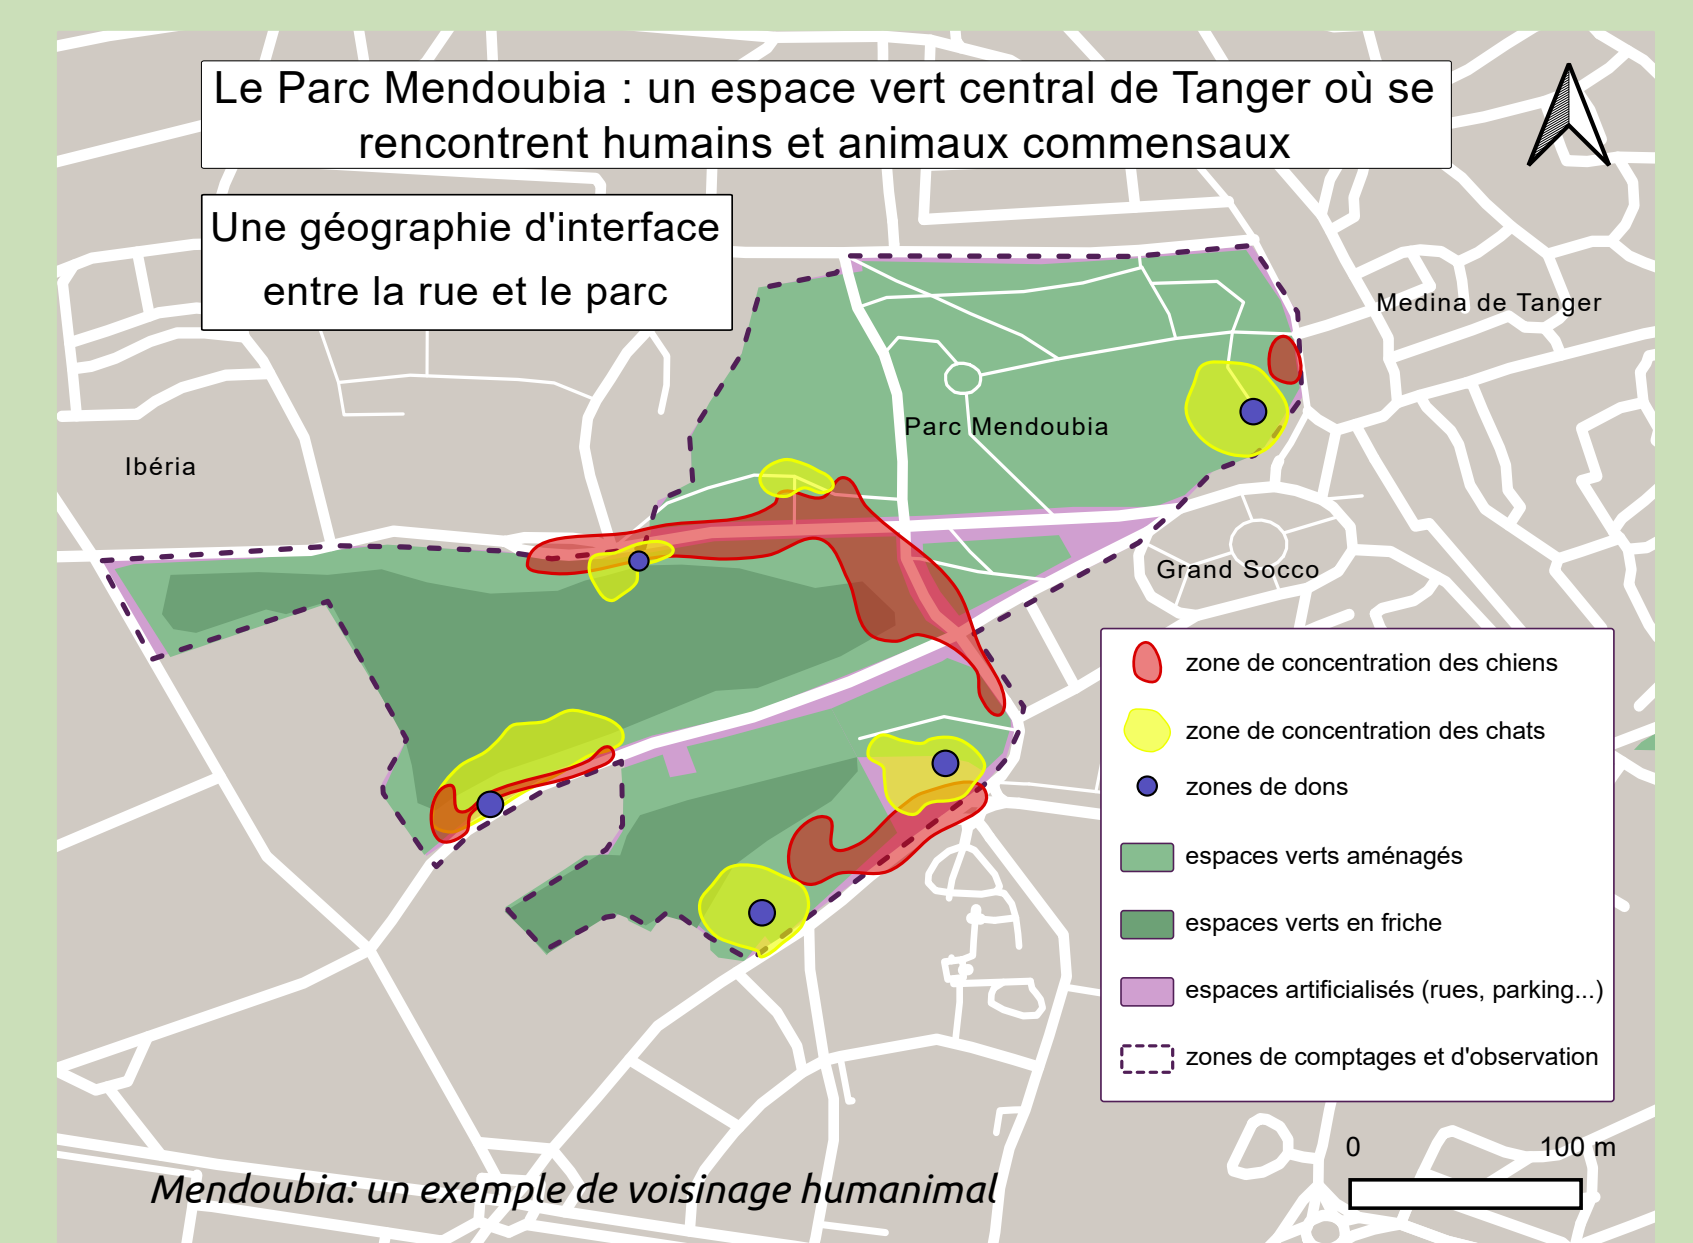 Le Parc Mendoubia : un espace vert central de Tanger où se
rencontrent humains et animaux commensaux
Une géographie d'interface
entre la rue et le parc
Medina de Tanger
Parc Mendoubia
Ibéria
Grand Socco
zone de concentration des chiens
zone de concentration des chats
zones de dons
espaces verts aménagés
espaces verts en friche
espaces artificialisés (rues, parking...)
zones de comptages et d'observation
0 100 m
Mendoubia: un exemple de voisinage humanimal